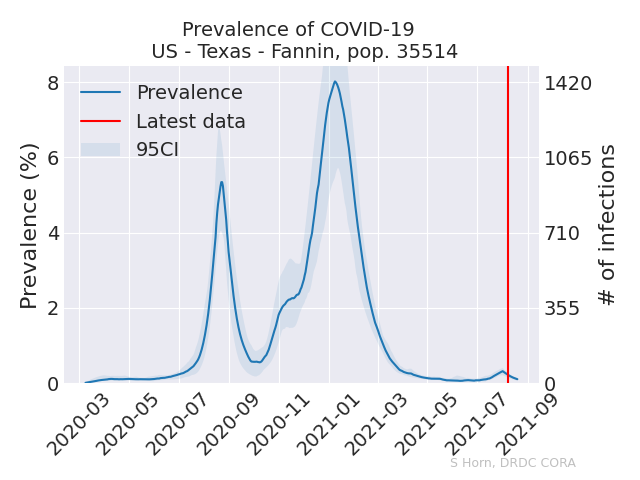 Prevalence of COVID-19
US - Texas - Fannin, pop. 35514
Prevalence
Latest data
95CI
Prevalence (%)
8
6
4
2
0
1420
1065
710
355
0
# of infections
2020-03
2020-05
2020-07
2020-09
2020-11
2021-01
2021-03
2021-05
2021-07
2021-09
S Horn, DRDC CORA